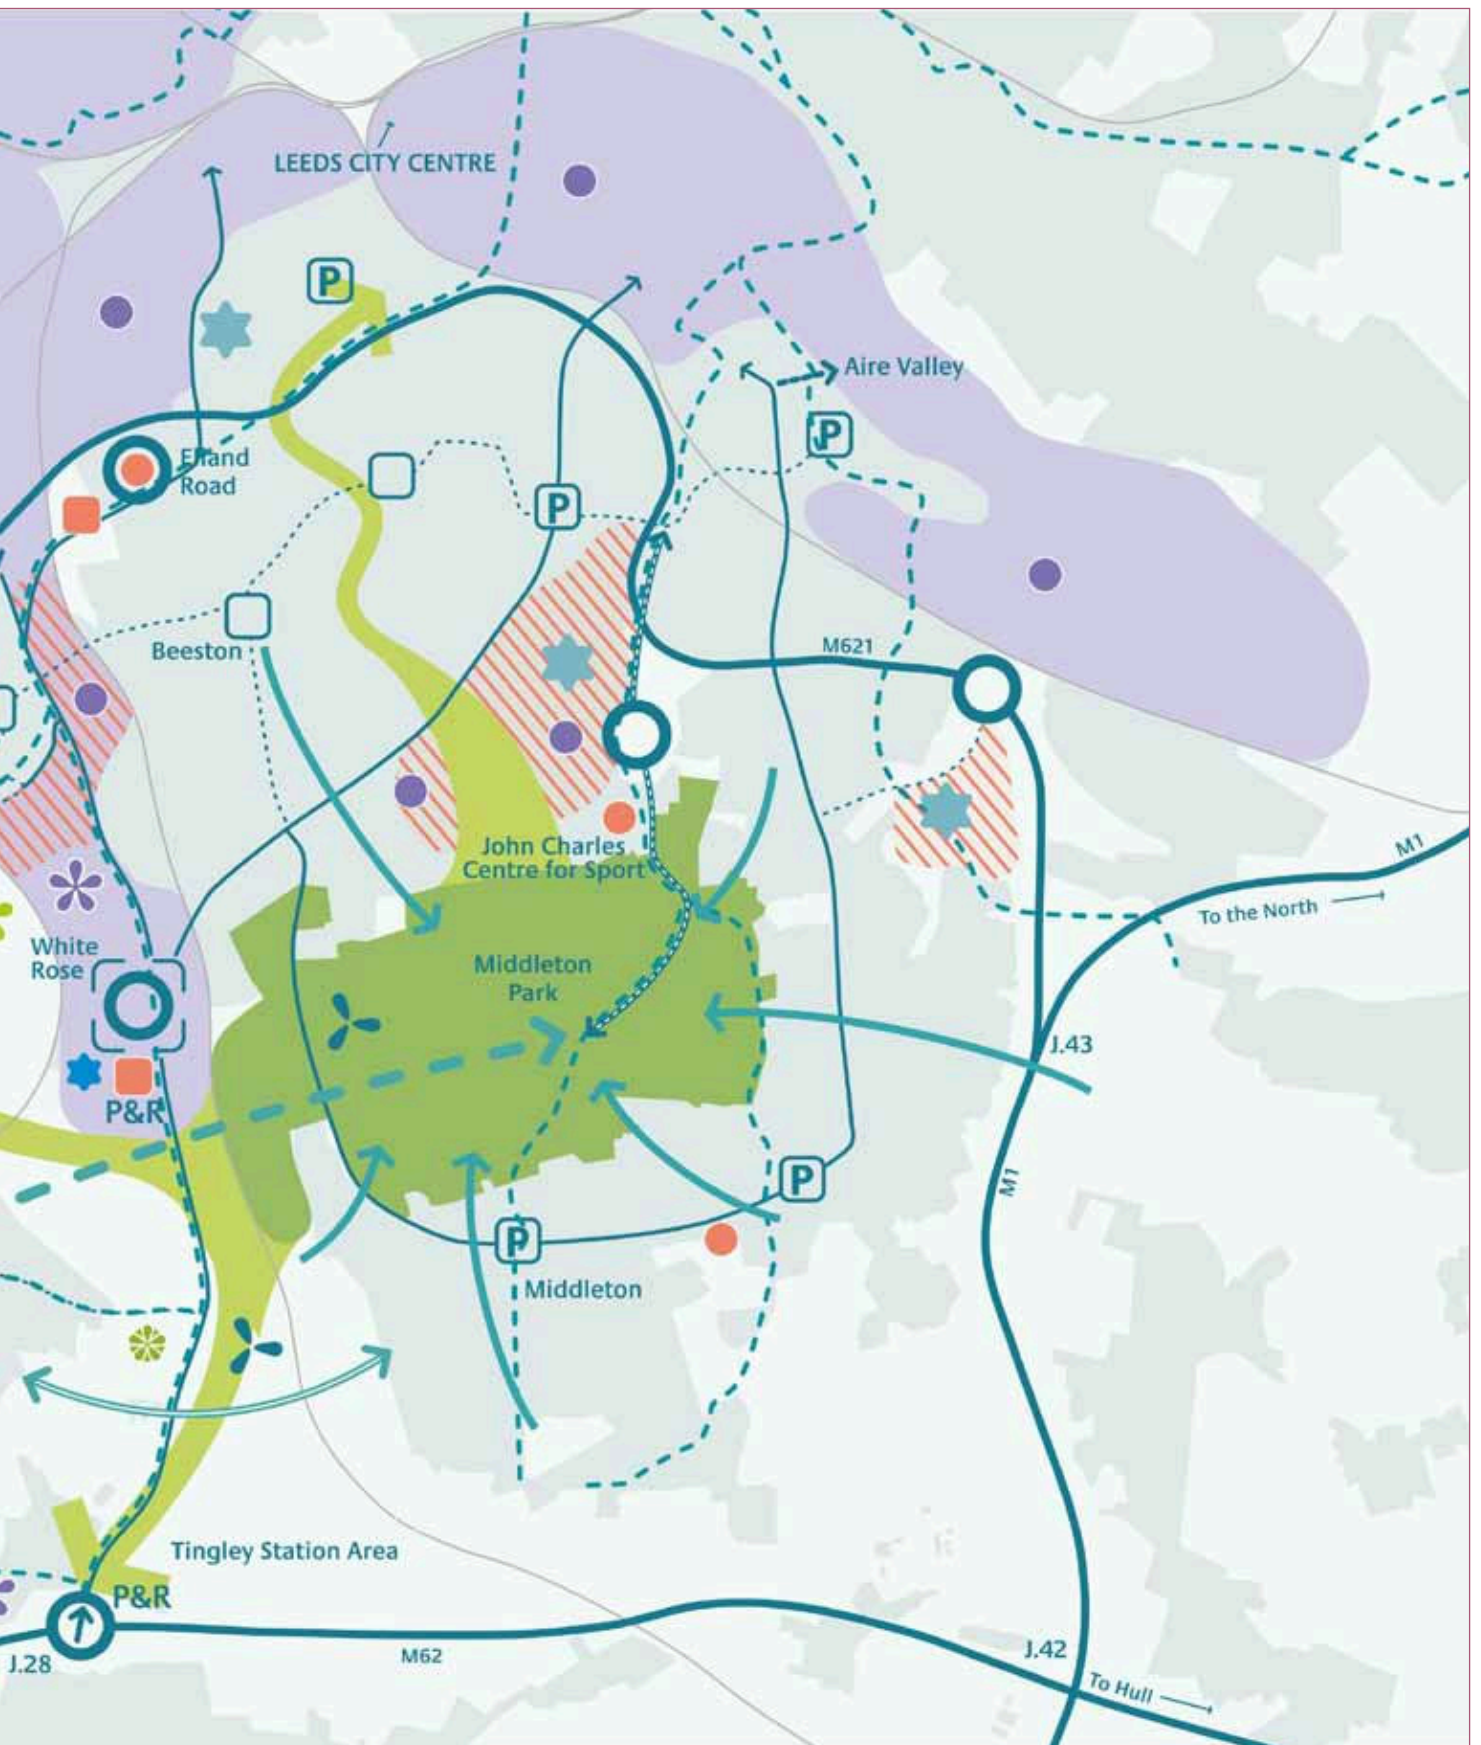 LEEDS CITY CENTRE
P
Aire Valley
P
Elland
Road
P
Beeston
M621
John Charles
Centre for Sport
M1
To the North
White
Rose
Middleton
Park
J.43
P&R
M1
P
P
Middleton
Tingley Station Area
P&R
J.28
M62
J.42
To Hull